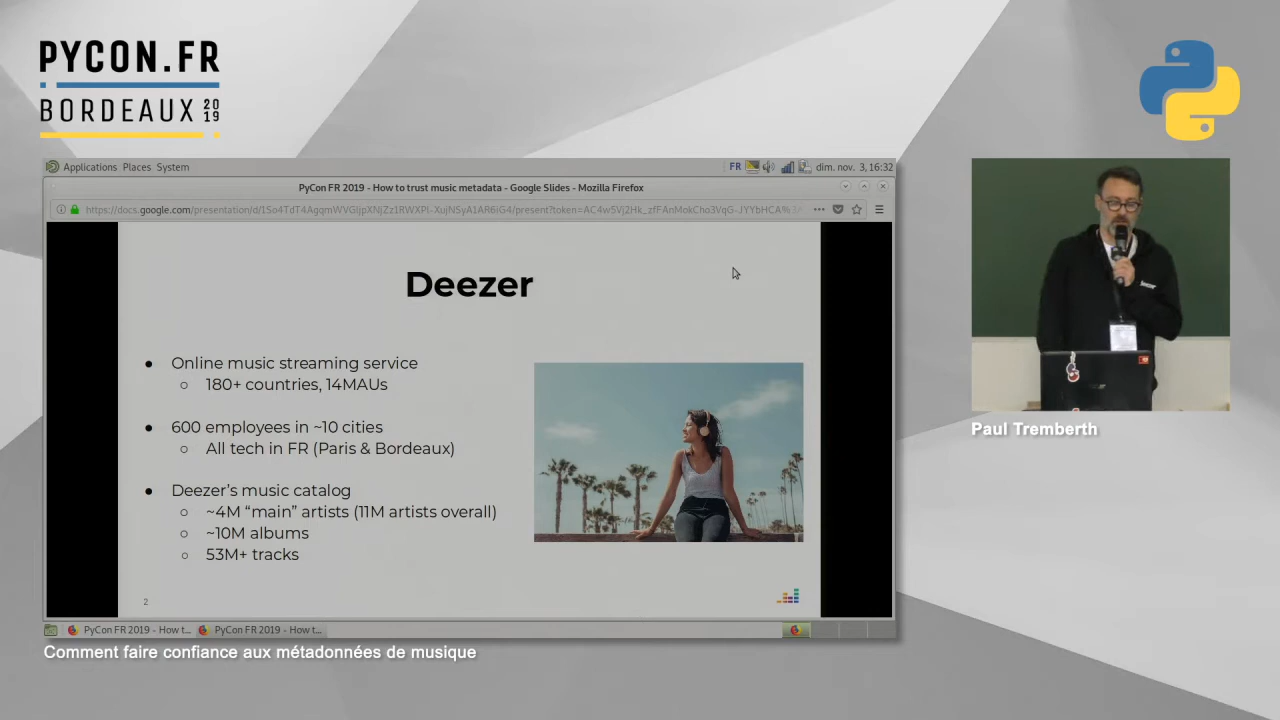 PYCON.FR
BORDEAUX 2019
Applications Places System
FR
dim. nov. 3, 16:32
PyCon FR 2019 - How to trust music metadata - Google Slides - Mozilla Firefox
Deezer
● Online music streaming service
○ 180+ countries, 14MAUs
● 600 employees in ~10 cities
○ All tech in FR (Paris & Bordeaux)
● Deezer's music catalog
○ ~4M “main” artists (11M artists overall)
○ ~10M albums
○ 53M+ tracks
2
PyCon FR 2019 - How t...
PyCon FR 2019 - How t...
Comment faire confiance aux métadonnées de musique
Paul Tremberth